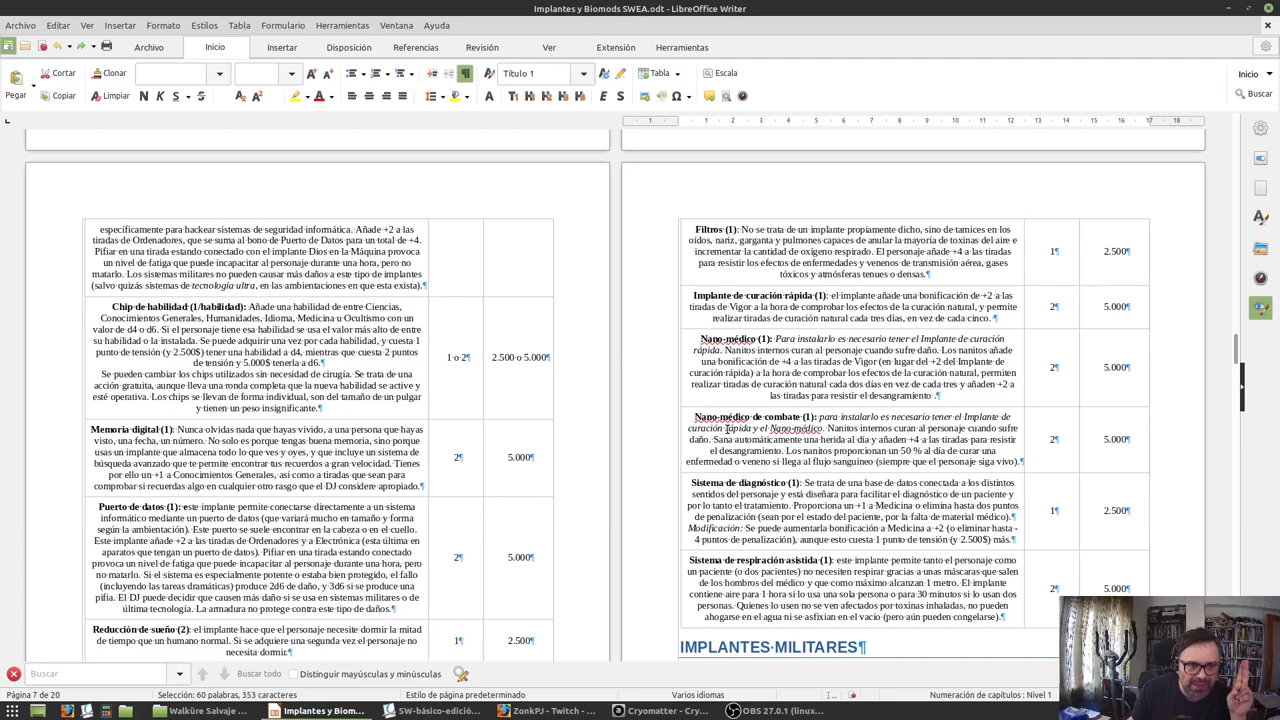 Implantes y Biomods SWEA.odt - LibreOffice Writer
Archivo Editar Ver Insertar Formato Estilos Tabla Formulario Herramientas Ventana Ayuda
Archivo Inicio Insertar Disposición Referencias Revisión Ver Extensión Herramientas
Pegar Cortar Clonar Título 1 Tabla Escala Inicio
Copiar Limpiar Buscar
1 1 2 3 4 5 6 7 8 9 10 11 12 13 14 15 16 17 18
específicamente para hackear sistemas de seguridad informática. Añade +2 a las
tiradas de Ordenadores, que se suma al bono de Puerto de Datos para un total de +4.
Pifiar en una tirada estando conectado con el implante Dios en la Máquina provoca
un nivel de fatiga que puede incapacitar al personaje durante una hora, pero no
matarlo. Los sistemas militares no pueden causar más daños a este tipo de implantes
(salvo quizás sistemas de tecnología ultra, en las ambientaciones en que esta exista).¶
Chip de habilidad (1/habilidad): Añade una habilidad de entre Ciencias,
Conocimientos Generales, Humanidades, Idioma, Medicina u Ocultismo con un
valor de d4 o d6. Si el personaje tiene esa habilidad se usa el valor más alto de entre
su habilidad o la instalada. Se puede adquirir una vez por cada habilidad, y cuesta 1
punto de tensión (y 2.500$) tener una habilidad a d4, mientras que cuesta 2 puntos
de tensión y 5.000$ tenerla a d6.¶
Se pueden cambiar los chips utilizados sin necesidad de cirugía. Se trata de una
acción gratuita, aunque lleva una ronda completa que la nueva habilidad se active y
esté operativa. Los chips se llevan de forma individual, son del tamaño de un pulgar
y tienen un peso insignificante.¶
1 o 2¶ 2.500 o 5.000¶
Memoria digital (1): Nunca olvidas nada que hayas vivido, a una persona que hayas
visto, una fecha, un número. No solo es porque tengas buena memoria, sino porque
usas un implante que almacena todo lo que ves y oyes, y que incluye un sistema de
búsqueda avanzado que te permite encontrar tus recuerdos a gran velocidad. Tienes
por ello un +1 a Conocimientos Generales, así como a tiradas que sean para
comprobar si recuerdas algo en cualquier otro rasgo que el DJ considere apropiado.¶
2¶ 5.000¶
Puerto de datos (1): este implante permite conectarse directamente a un sistema
informático mediante un puerto de datos (que variará mucho en tamaño y forma
según la ambientación). Este puerto se suele encontrar en la cabeza o en el cuello.
Este implante añade +2 a las tiradas de Ordenadores y a Electrónica (esta última en
aparatos que tengan un puerto de datos). Pifiar en una tirada estando conectado
provoca un nivel de fatiga que puede incapacitar al personaje durante una hora, pero
no matarlo. Si el sistema es especialmente potente o estaba bien protegido, el fallo
(incluyendo las tareas dramáticas) produce 2d6 de daño, y 3d6 si se produce una
pifia. El DJ puede decidir que causen más daño si se usa en sistemas militares o de
última tecnología. La armadura no protege contra este tipo de daños.¶
2¶ 5.000¶
Reducción de sueño (2): el implante hace que el personaje necesite dormir la mitad
de tiempo que un humano normal. Si se adquiere una segunda vez el personaje no
necesita dormir.¶
1¶ 2.500¶
Filtros (1): No se trata de un implante propiamente dicho, sino de tamices en los
oídos, nariz, garganta y pulmones capaces de anular la mayoría de toxinas del aire e
incrementar la cantidad de oxígeno respirado. El personaje añade +4 a las tiradas
para resistir los efectos de enfermedades y venenos de transmisión aérea, gases
tóxicos y atmósferas tenues o densas.¶
1¶ 2.500¶
Implante de curación rápida (1): el implante añade una bonificación de +2 a las
tiradas de Vigor a la hora de comprobar los efectos de la curación natural, y permite
realizar tiradas de curación natural cada tres días, en vez de cada cinco. ¶
2¶ 5.000¶
Nano-médico (1): Para instalarlo es necesario tener el Implante de curación
rápida. Nanitos internos curan al personaje cuando sufre daño. Los nanitos añade
una bonificación de +4 a las tiradas de Vigor (en lugar del +2 del Implante de
curación rápida) a la hora de comprobar los efectos de la curación natural, permiten
realizar tiradas de curación natural cada dos días en vez de cada tres y añaden +2 a
las tiradas para resistir el desangramiento .¶
2¶ 5.000¶
Nano-médico de combate (1): para instalarlo es necesario tener el Implante de
curación rápida y el Nano-médico. Nanitos internos curan al personaje cuando sufre
daño. Sana automáticamente una herida al día y añaden +4 a las tiradas para resistir
el desangramiento. Los nanitos proporcionan un 50 % al día de curar una
enfermedad o veneno si llega al flujo sanguíneo (siempre que el personaje siga vivo).¶
2¶ 5.000¶
Sistema de diagnóstico (1): Se trata de una base de datos conectada a los distintos
sentidos del personaje y está diseñara para facilitar el diagnóstico de un paciente y
por lo tanto el tratamiento. Proporciona un +1 a Medicina o elimina hasta dos puntos
de penalización (sean por el estado del paciente, por la falta de material médico).¶
Modificación: Se puede aumentarla bonificación a Medicina a +2 (o eliminar hasta -
4 puntos de penalización), aunque esto cuesta 1 punto de tensión (y 2.500$) más.¶
1¶ 2.500¶
Sistema de respiración asistida (1): este implante permite tanto el personaje como
un paciente (o dos pacientes) no necesiten respirar gracias a unas máscaras que salen
de los hombros del médico y que como máximo alcanzan 1 metro. El implante
contiene aire para 1 hora si lo usa una sola persona o para 30 minutos si lo usan dos
personas. Quienes lo usen no se ven afectados por toxinas inhaladas, no pueden
ahogarse en el agua ni se asfixian en el vacío (pero aún pueden congelarse).¶
2¶ 5.000¶
IMPLANTES MILITARES¶
Buscar Buscar todo Distinguir mayúsculas y minúsculas
Página 7 de 20 Selección: 60 palabras, 353 caracteres Estilo de página predeterminado Varios idiomas Numeración de capítulos : Nivel 1
Walküre Salvaje Implantes y Biom... SW-básico-edició... ZonkPJ - Twitch - ... Cryomatter - Cry... OBS 27.0.1 (linux...